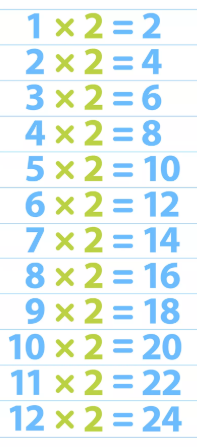 1 × 2 = 2
2 × 2 = 4
3 × 2 = 6
4 × 2 = 8
5 × 2 = 10
6 × 2 = 12
7 × 2 = 14
8 × 2 = 16
9 × 2 = 18
10 × 2 = 20
11 × 2 = 22
12 × 2 = 24